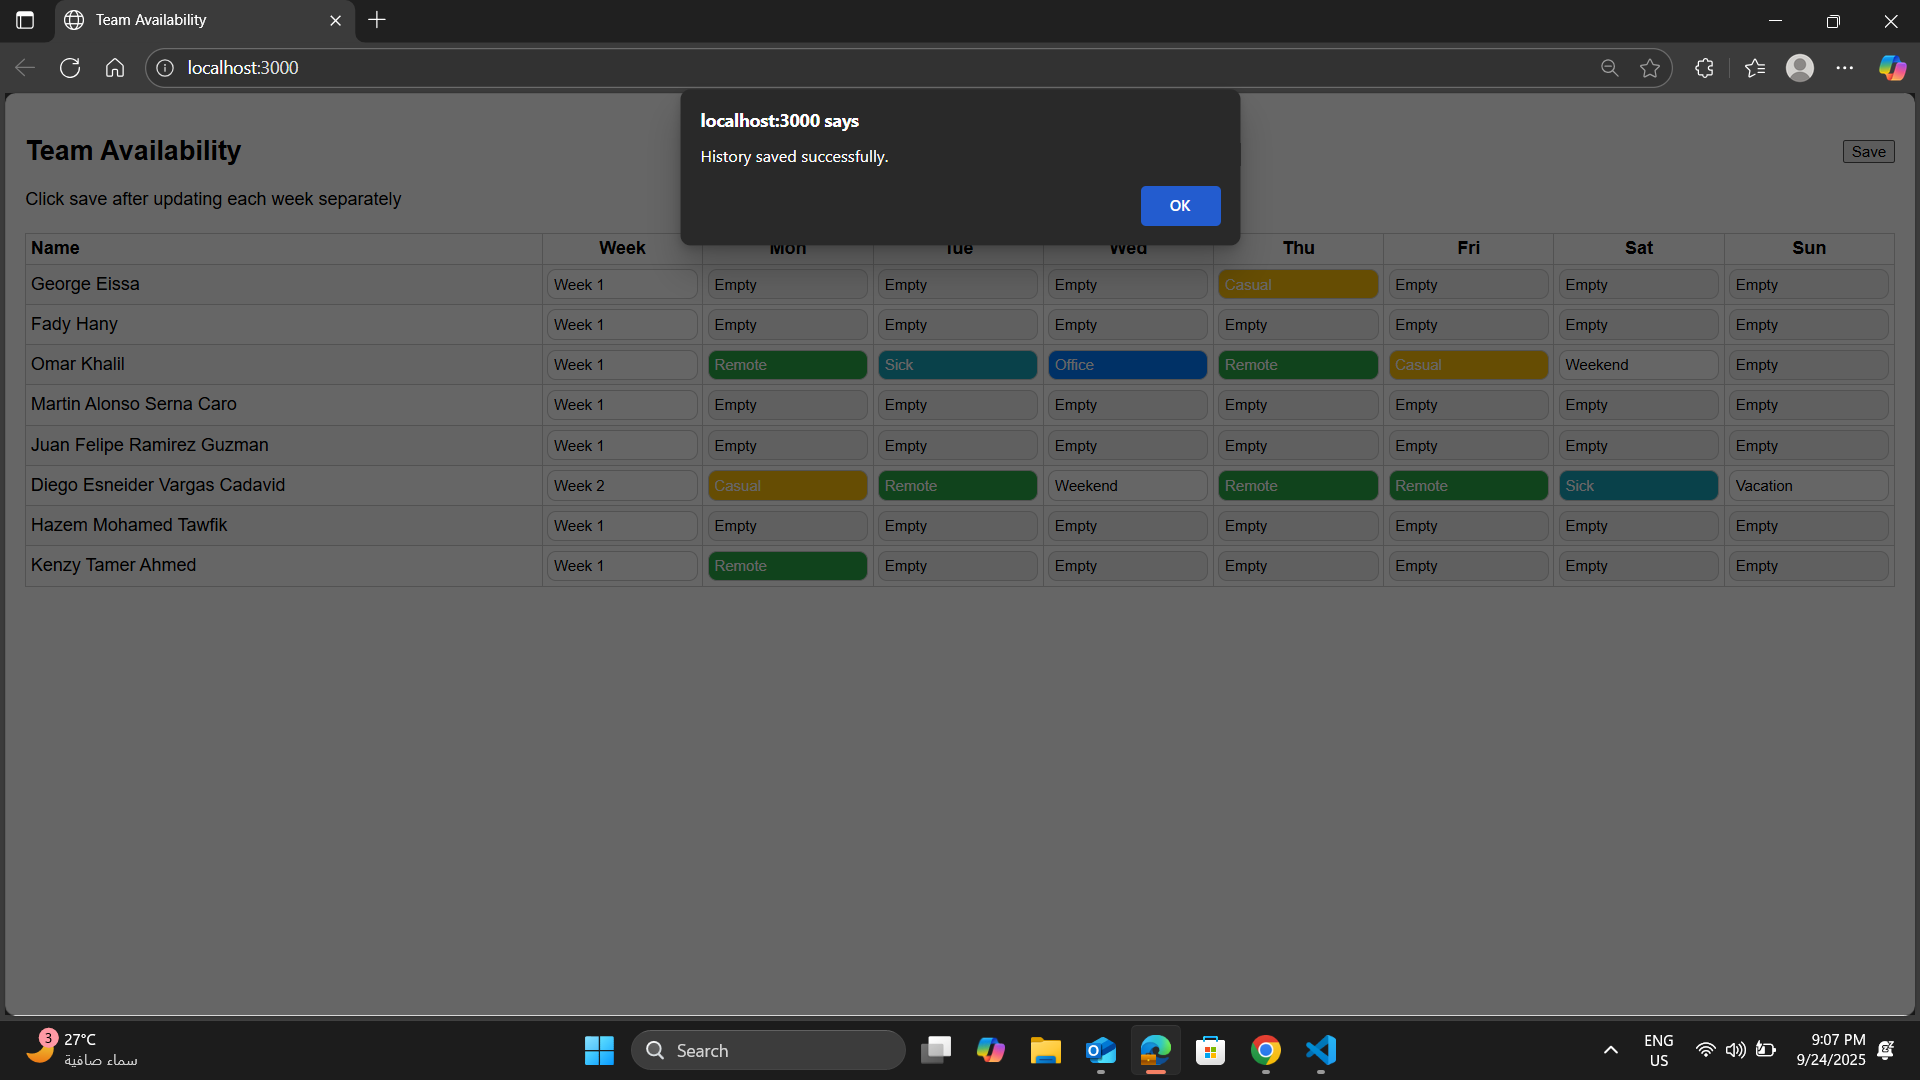 Team Availability
localhost:3000
localhost:3000 says
History saved successfully.
OK
Team Availability
Save
Click save after updating each week separately
Name Week Mon Tue Wed Thu Fri Sat Sun
George Eissa Week 1 Empty Empty Empty Casual Empty Empty Empty
Fady Hany Week 1 Empty Empty Empty Empty Empty Empty Empty
Omar Khalil Week 1 Remote Sick Office Remote Casual Weekend Empty
Martin Alonso Serna Caro Week 1 Empty Empty Empty Empty Empty Empty Empty
Juan Felipe Ramirez Guzman Week 1 Empty Empty Empty Empty Empty Empty Empty
Diego Esneider Vargas Cadavid Week 2 Casual Remote Weekend Remote Remote Sick Vacation
Hazem Mohamed Tawfik Week 1 Empty Empty Empty Empty Empty Empty Empty
Kenzy Tamer Ahmed Week 1 Remote Empty Empty Empty Empty Empty Empty
3
27°C
سماء صافية
Search
ENG
US
9:07 PM
9/24/2025